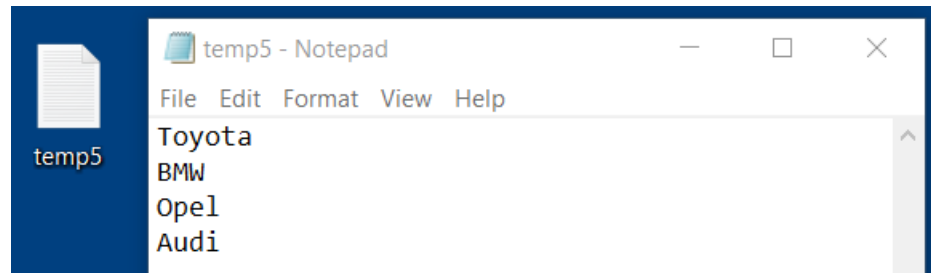 temp5 - Notepad
File Edit Format View Help
Toyota
BMW
Opel
Audi
temp5